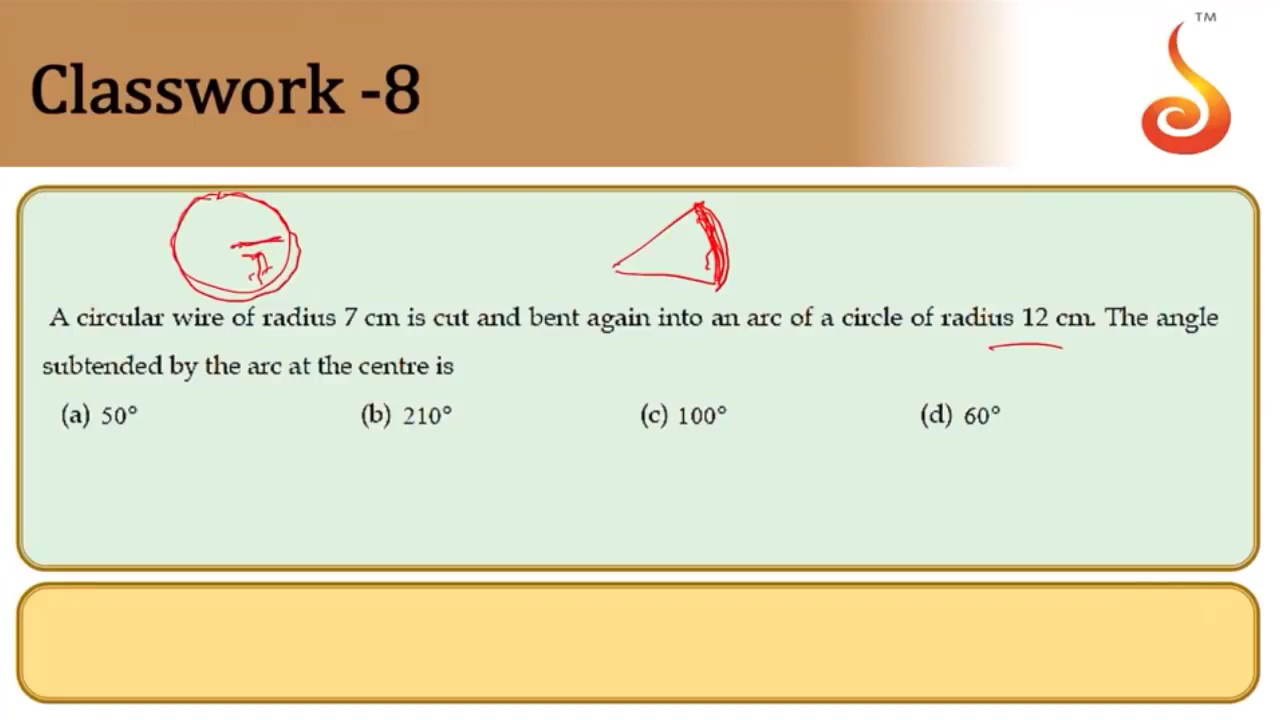 TM
Classwork -8
7
A circular wire of radius 7 cm is cut and bent again into an arc of a circle of radius 12 cm. The angle
subtended by the arc at the centre is
(a) 50° (b) 210° (c) 100° (d) 60°